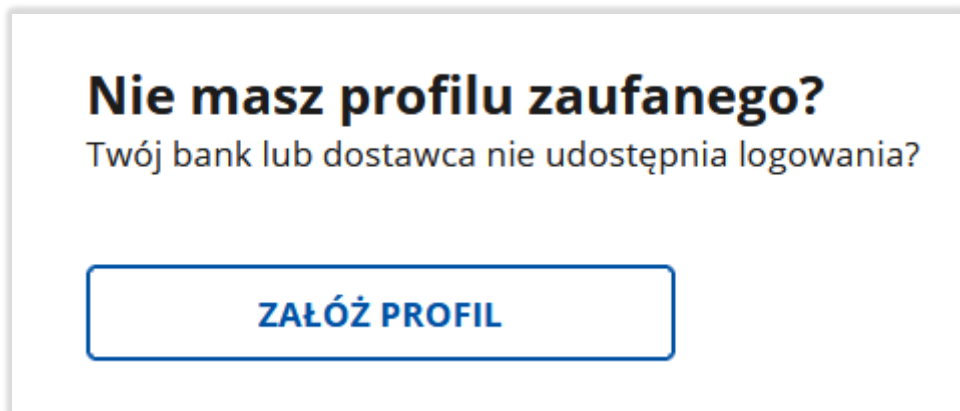 Nie masz profilu zaufanego?
Twój bank lub dostawca nie udostępnia logowania?
ZAŁÓŻ PROFIL